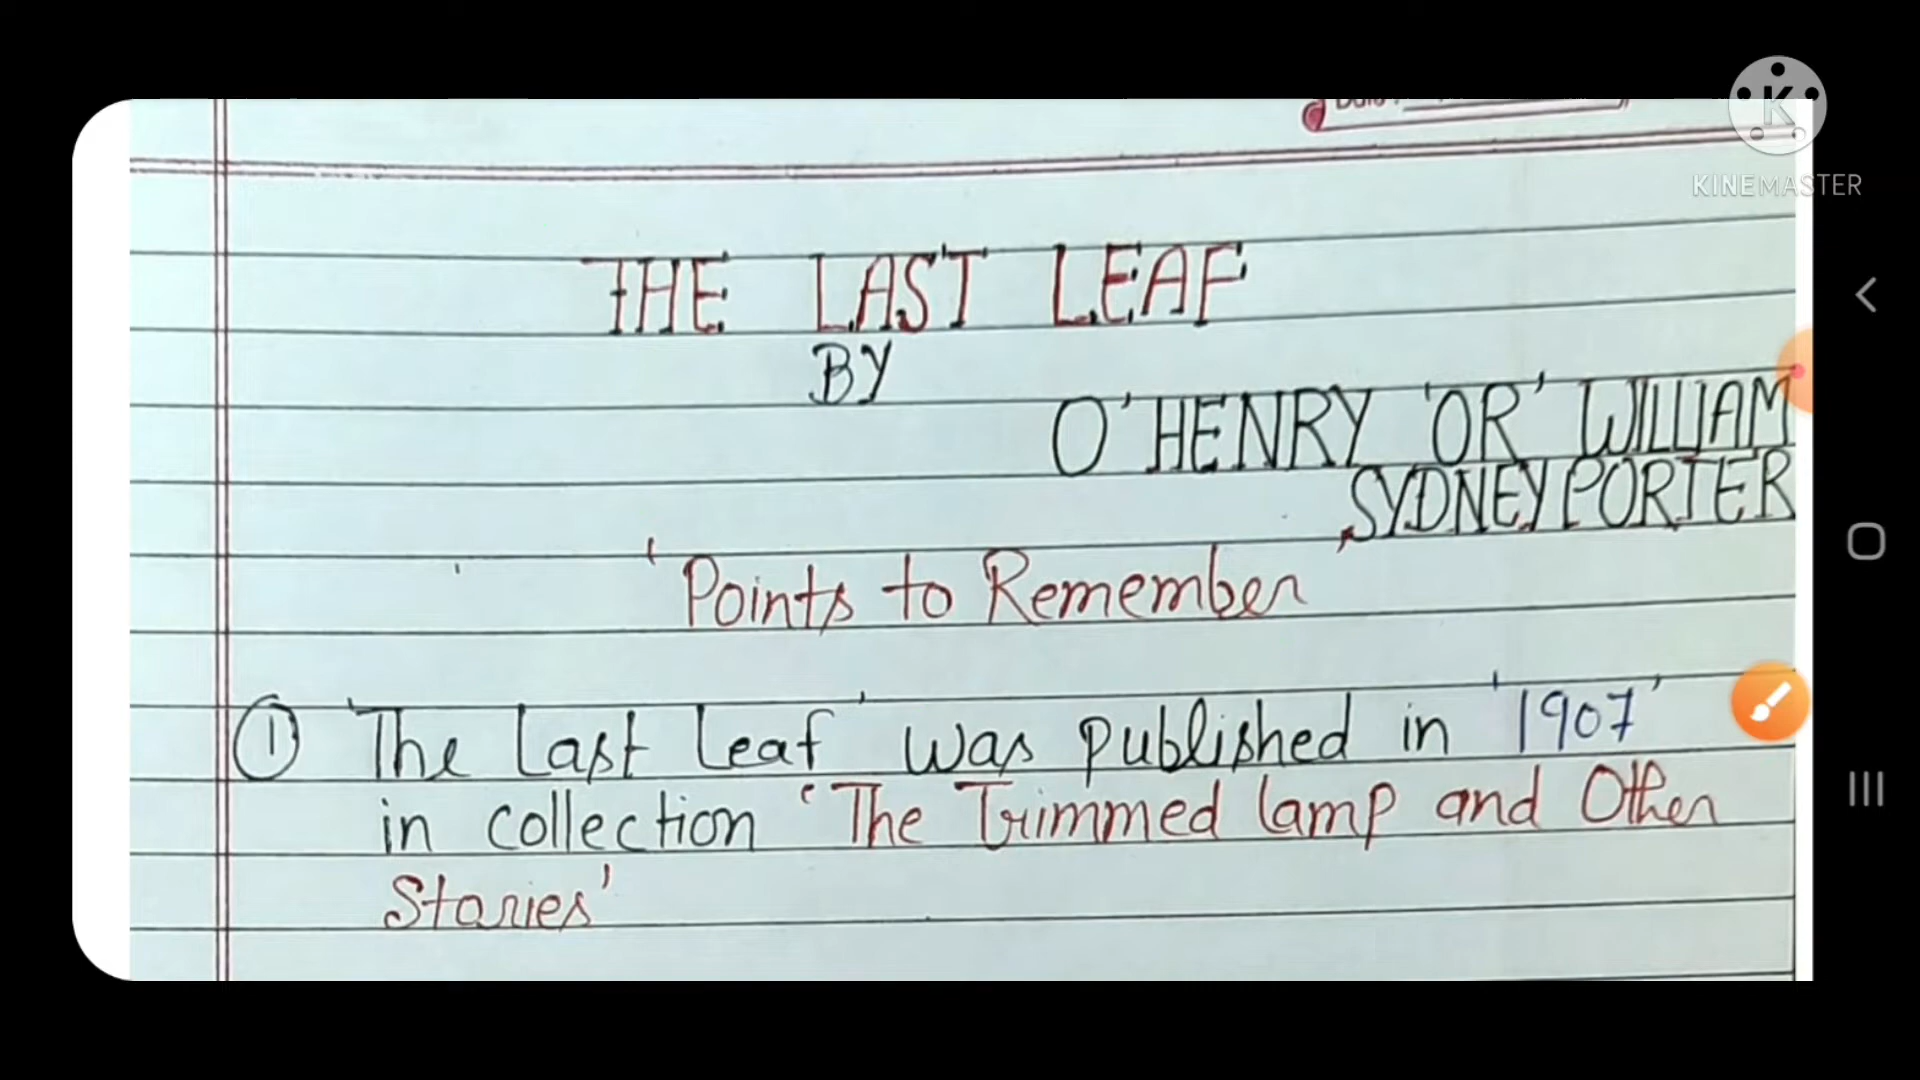 Date :
KINEMASTER
THE LAST LEAF
BY
O'HENRY 'OR' WILLIAM
SYDNEY PORTER
'Points to Remember'
① 'The Last Leaf' was published in '1907'
in collection 'The Trimmed Lamp and Other
Stories'